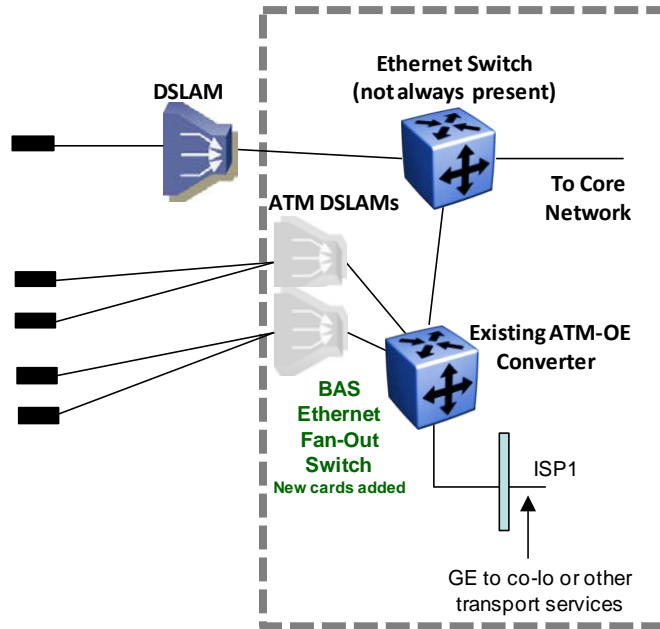 Ethernet Switch
(not always present)
DSLAM
To Core
Network
ATM DSLAMs
Existing ATM-OE
Converter
BAS
Ethernet
Fan-Out
Switch
New cards added
ISP1
GE to co-lo or other
transport services